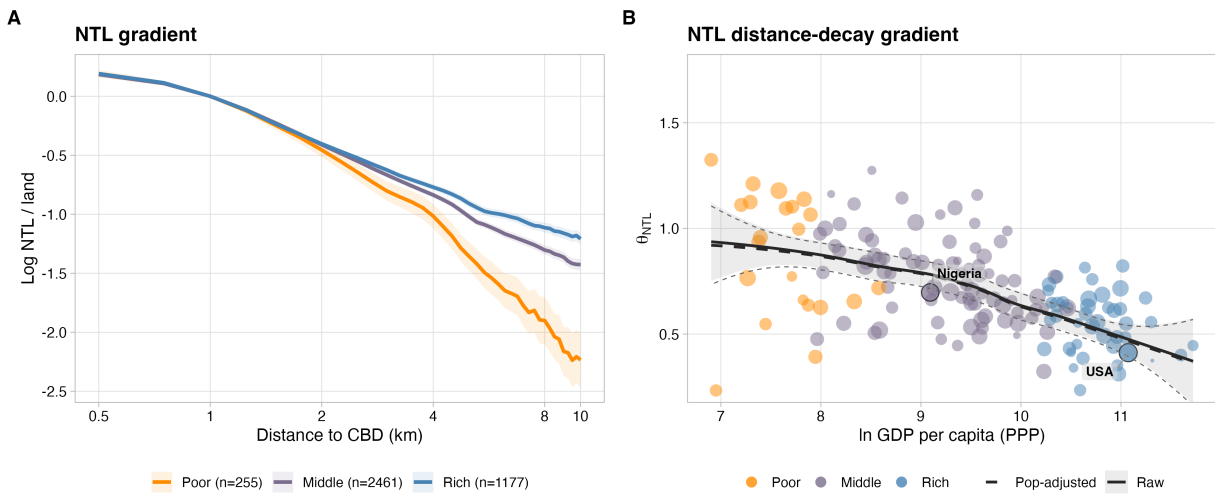 A
NTL gradient
Log NTL / land
0.0
-0.5
-1.0
-1.5
-2.0
-2.5
0.5
1
2
4
8
10
Distance to CBD (km)
Poor (n=255)
Middle (n=2461)
Rich (n=1177)
B
NTL distance-decay gradient
θNTL
1.5
1.0
0.5
Nigeria
USA
7
8
9
10
11
ln GDP per capita (PPP)
Poor
Middle
Rich
Pop-adjusted
Raw